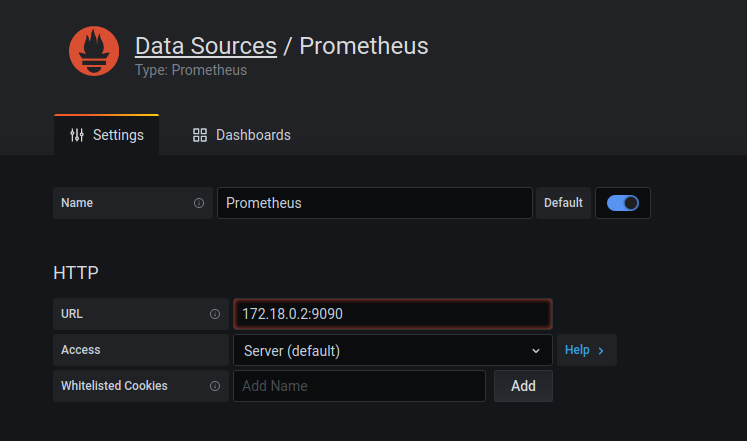 Data Sources / Prometheus
Type: Prometheus
Settings Dashboards
Name Prometheus Default
HTTP
URL 172.18.0.2:9090
Access Server (default) Help
Whitelisted Cookies Add Name Add